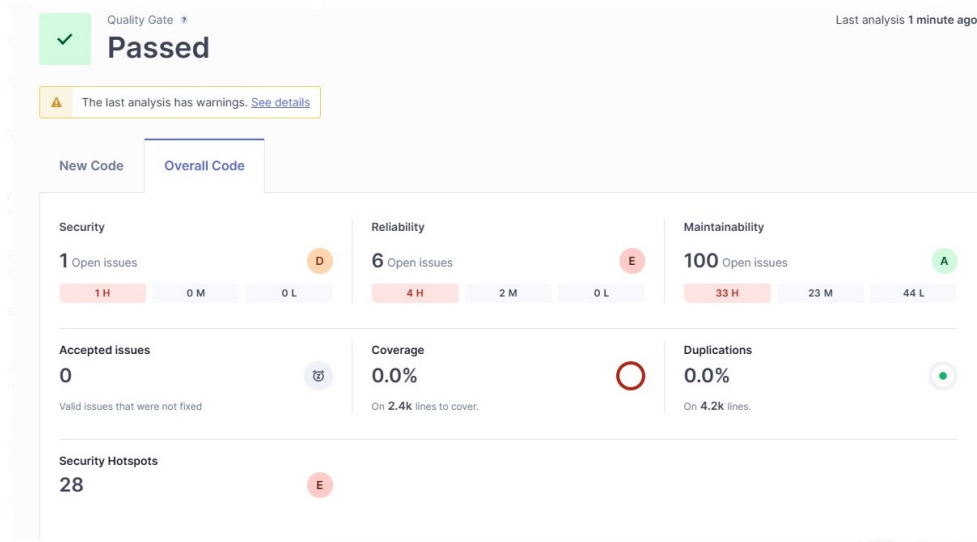 Quality Gate ?
Last analysis 1 minute ago
Passed
The last analysis has warnings. See details
New Code Overall Code
Security Reliability Maintainability
1 Open issues D 6 Open issues E 100 Open issues A
1 H 0 M 0 L 4 H 2 M 0 L 33 H 23 M 44 L
Accepted issues Coverage Duplications
0 0.0% 0.0%
Valid issues that were not fixed On 2.4k lines to cover. On 4.2k lines.
Security Hotspots
28 E